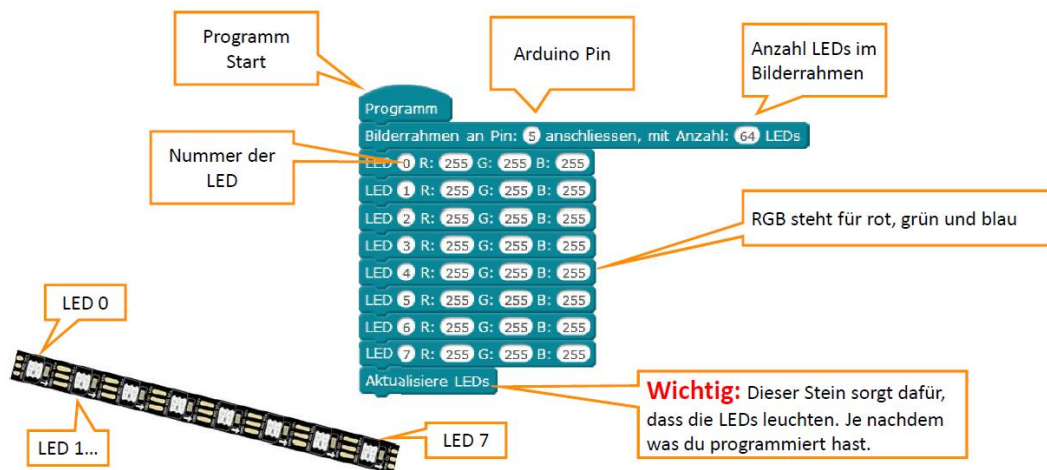 Programm
Start
Arduino Pin
Anzahl LEDs im
Bilderrahmen
Programm
Bilderrahmen an Pin: 5 anschliessen, mit Anzahl: 64 LEDs
Nummer der
LED
LED 0 R: 255 G: 255 B: 255
LED 1 R: 255 G: 255 B: 255
LED 2 R: 255 G: 255 B: 255
LED 3 R: 255 G: 255 B: 255
LED 4 R: 255 G: 255 B: 255
LED 5 R: 255 G: 255 B: 255
LED 6 R: 255 G: 255 B: 255
LED 7 R: 255 G: 255 B: 255
Aktualisiere LEDs
RGB steht für rot, grün und blau
LED 0
LED 1...
LED 7
Wichtig: Dieser Stein sorgt dafür,
dass die LEDs leuchten. Je nachdem
was du programmiert hast.